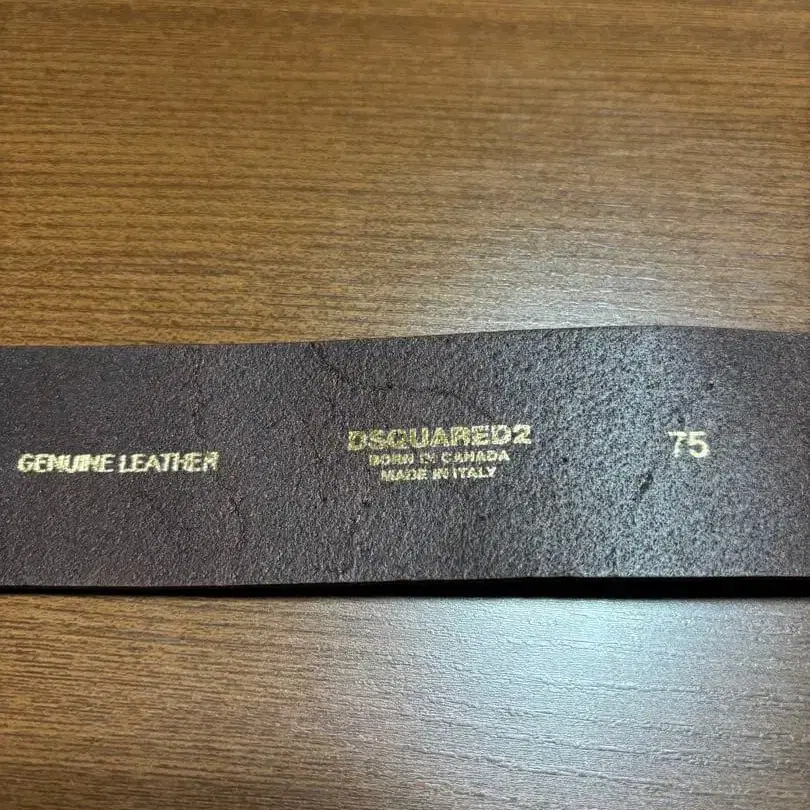 GENUINE LEATHER
DSQUARED2
BORN IN CANADA
MADE IN ITALY
75